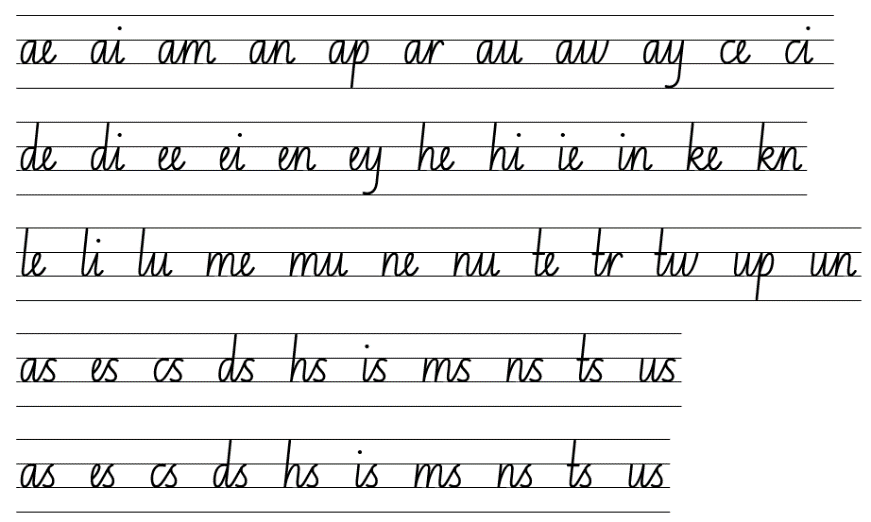 ae ai am an ap ar au aw ay ce ci
de di ee ei en ey he hi ie in ke kn
le li lu me mu ne nu te tr tw up un
as es cs ds hs is ms ns ts us
as es cs ds hs is ms ns ts us